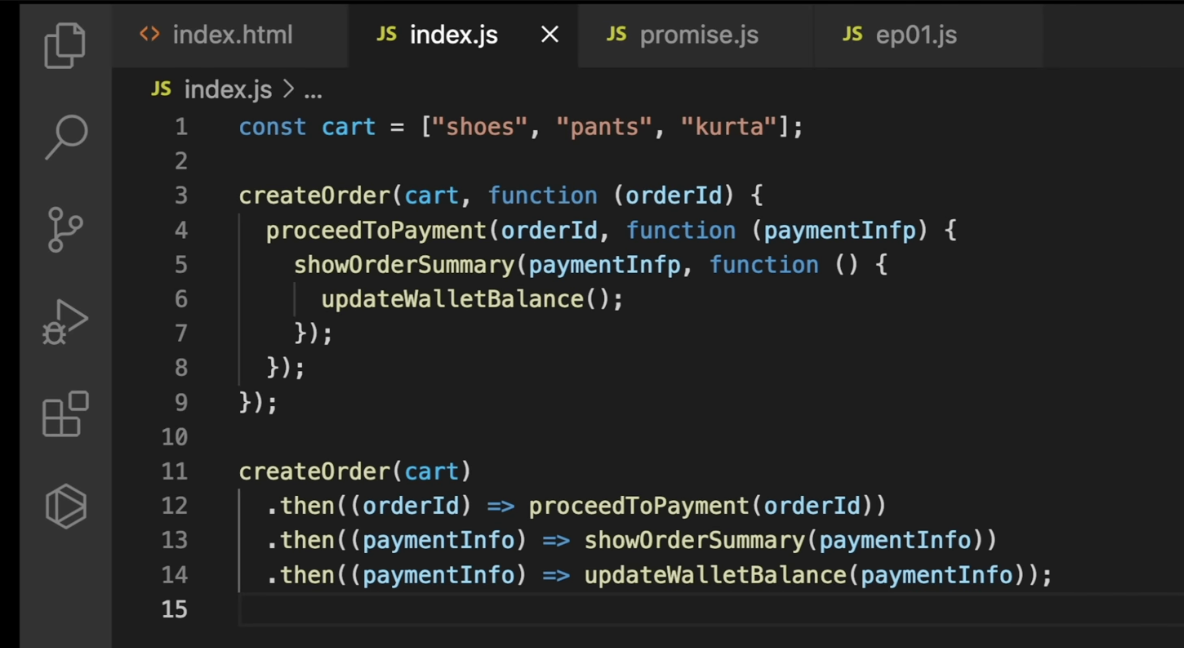 <> index.html JS index.js × JS promise.js JS ep01.js
JS index.js > ...
1 const cart = ["shoes", "pants", "kurta"];
2
3 createOrder(cart, function (orderId) {
4   proceedToPayment(orderId, function (paymentInfp) {
5     showOrderSummary(paymentInfp, function () {
6       updateWalletBalance();
7     });
8   });
9 });
10
11 createOrder(cart)
12   .then((orderId) => proceedToPayment(orderId))
13   .then((paymentInfo) => showOrderSummary(paymentInfo))
14   .then((paymentInfo) => updateWalletBalance(paymentInfo));
15